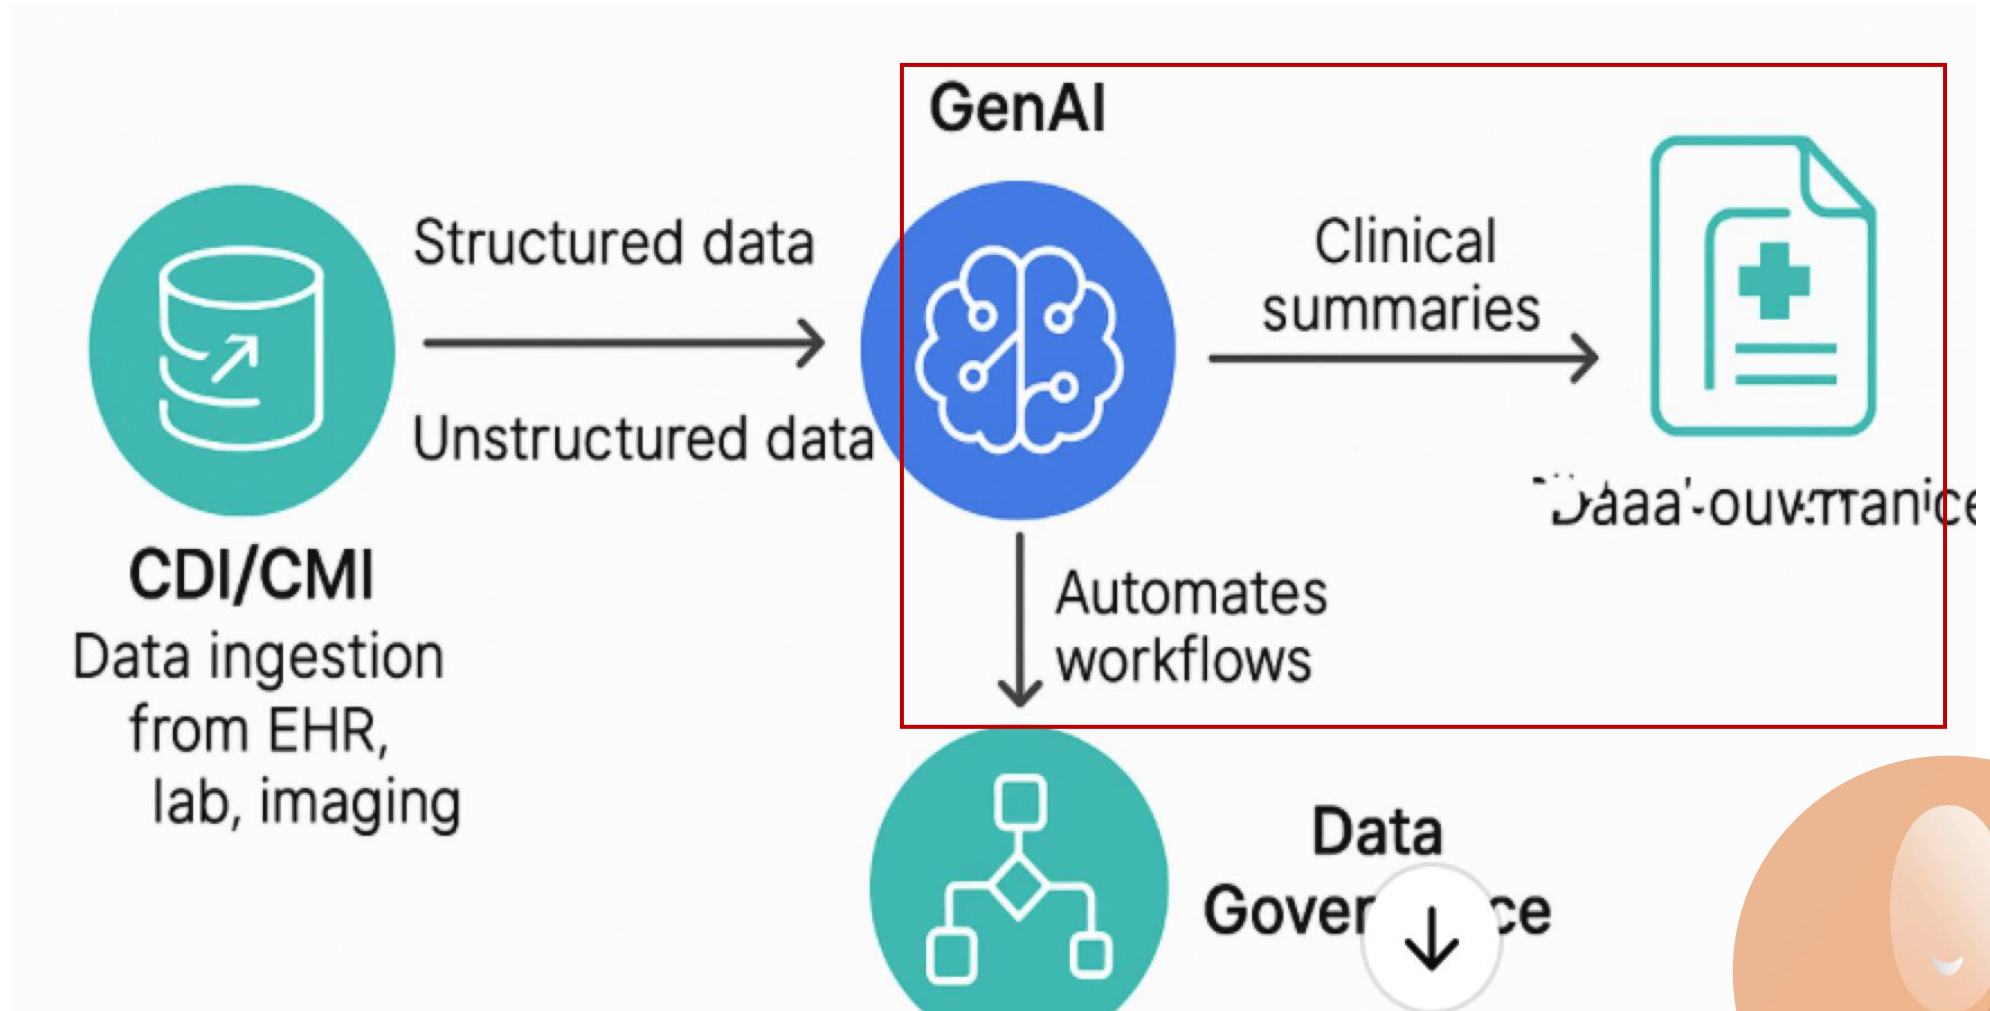 GenAI
Structured data
Unstructured data
Clinical
summaries
CDI/CMI
Data ingestion
from EHR,
lab, imaging
Automates
workflows
Data